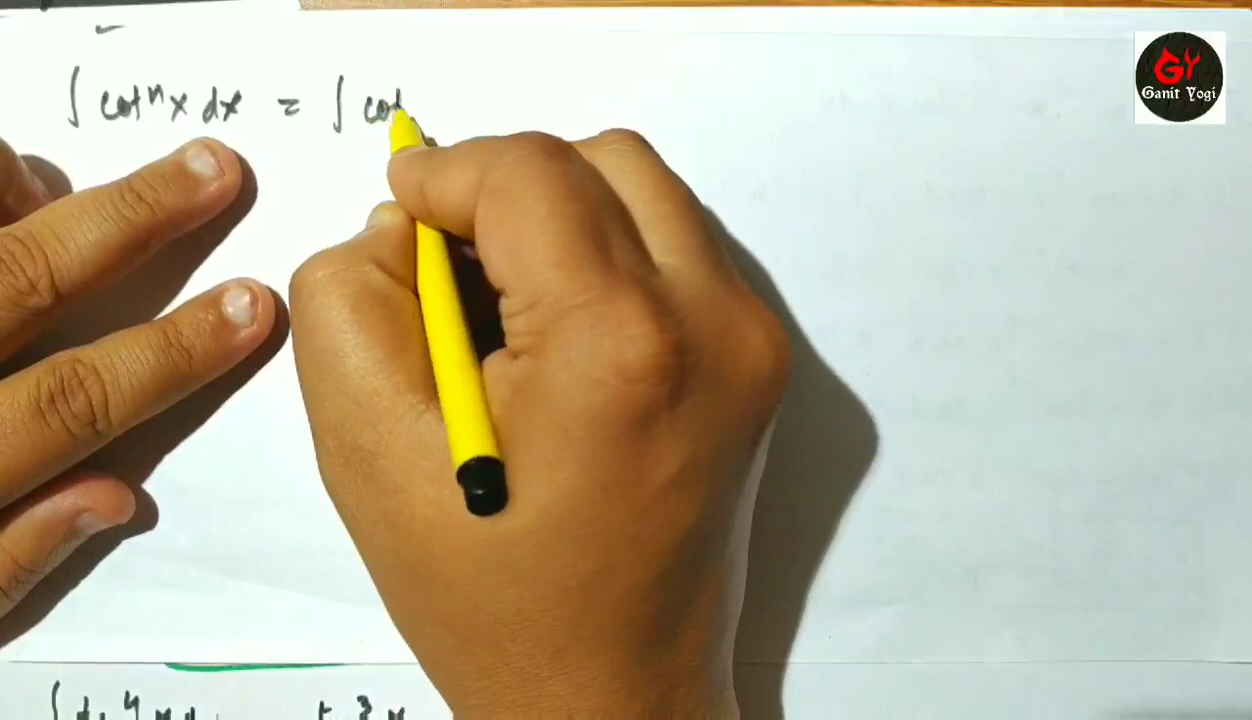 ∫ cotⁿx dx = ∫ cot
GY
Ganit Yogi